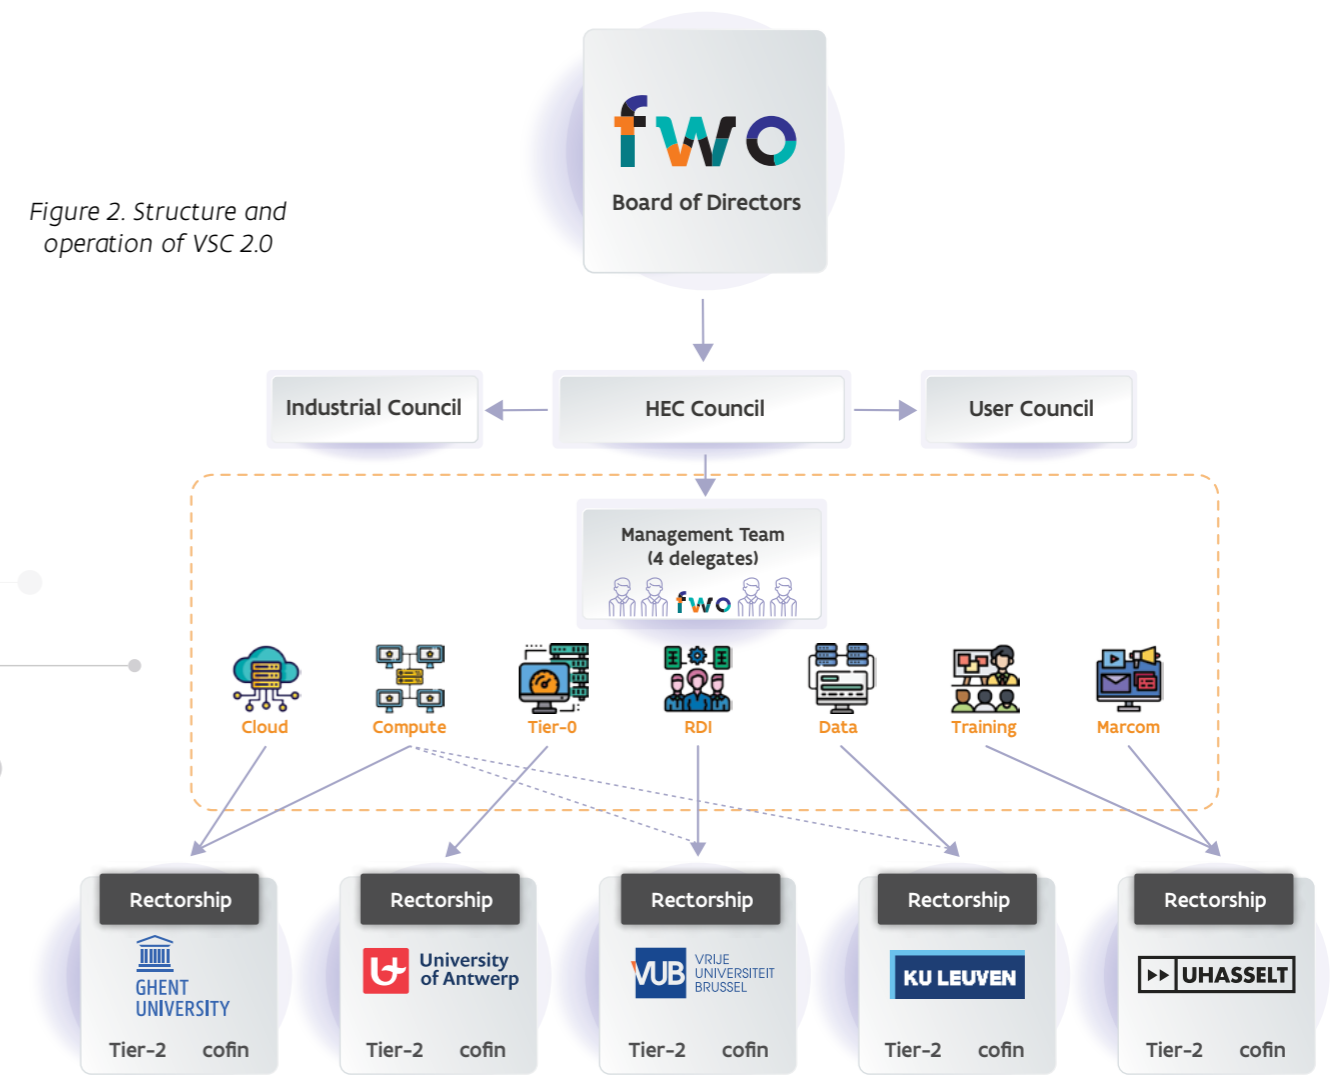 fwo
Board of Directors
Figure 2. Structure and
operation of VSC 2.0
Industrial Council
HEC Council
User Council
Management Team
(4 delegates)
fwo
Cloud
Compute
Tier-0
RDI
Data
Training
Marcom
Rectorship
Rectorship
Rectorship
Rectorship
Rectorship
GHENT
UNIVERSITY
University
of Antwerp
VUB
VRIJE
UNIVERSITEIT
BRUSSEL
KU LEUVEN
UHASSELT
Tier-2 cofin
Tier-2 cofin
Tier-2 cofin
Tier-2 cofin
Tier-2 cofin